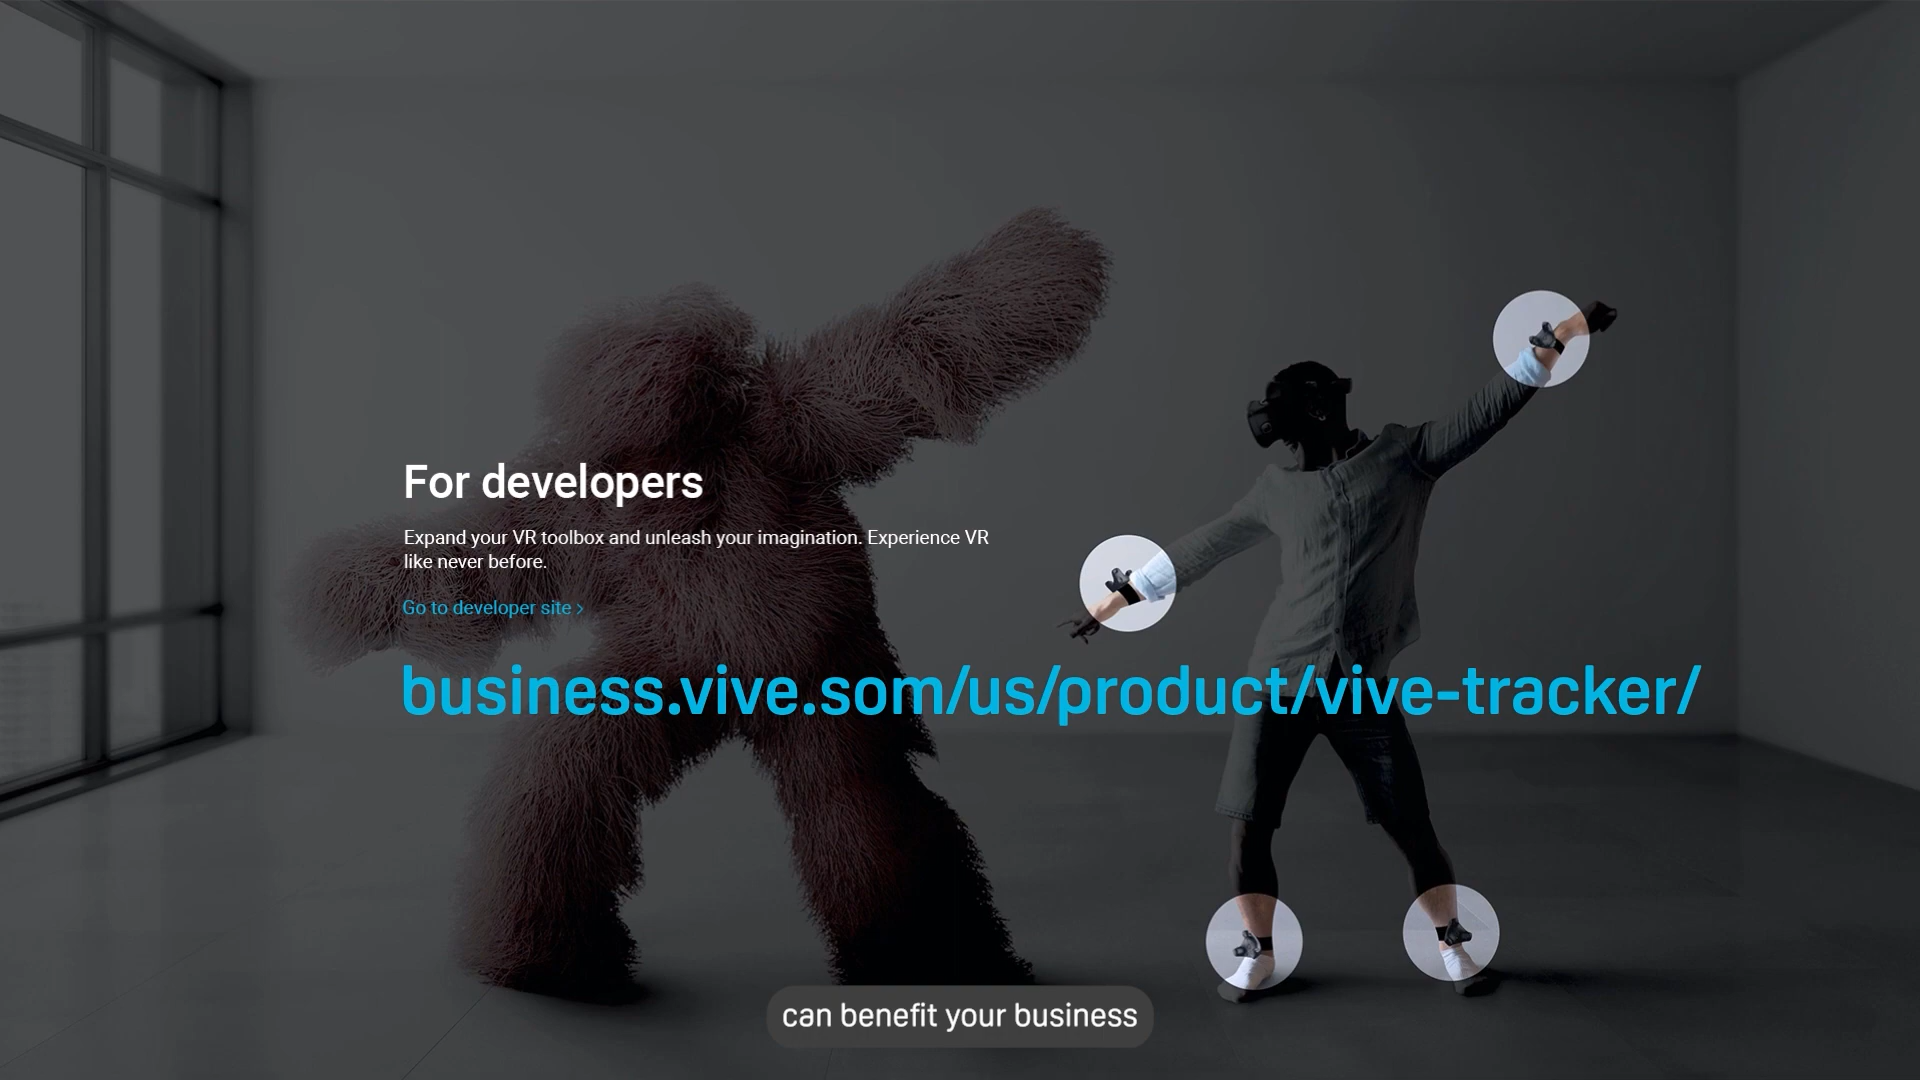 For developers
Expand your VR toolbox and unleash your imagination. Experience VR
like never before.
Go to developer site >
business.vive.som/us/product/vive-tracker/
can benefit your business